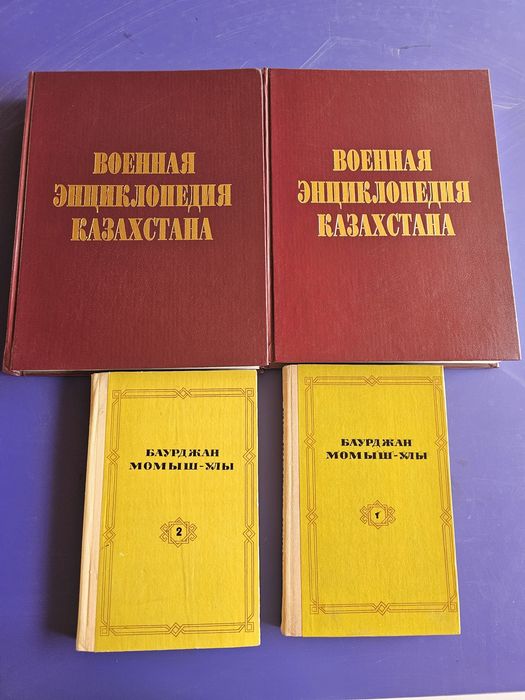 ВОЕННАЯ
ЭНЦИКЛОПЕДИЯ
КАЗАХСТАНА
ВОЕННАЯ
ЭНЦИКЛОПЕДИЯ
КАЗАХСТАНА
БАУРДЖАН
МОМЫШ-УЛЫ
2
БАУРДЖАН
МОМЫШ-УЛЫ
1